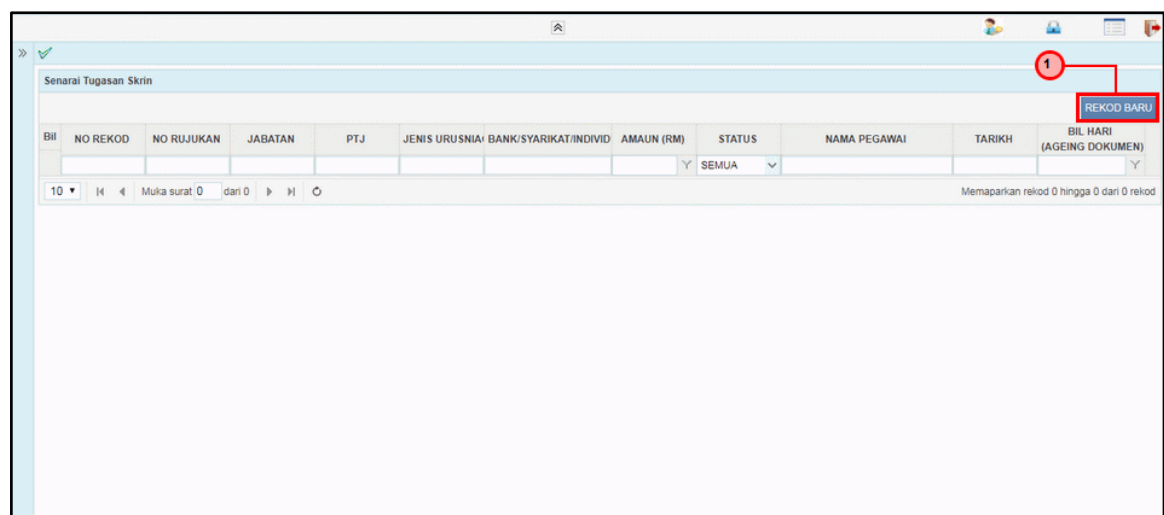 1
Senarai Tugasan Skrin
REKOD BARU
Bil NO REKOD NO RUJUKAN JABATAN PTJ JENIS URUSNIA BANK/SYARIKAT/INDIVID AMAUN (RM) STATUS NAMA PEGAWAI TARIKH BIL HARI
(AGEING DOKUMEN)
SEMUA
10 Muka surat 0 dari 0 Memaparkan rekod 0 hingga 0 dari 0 rekod